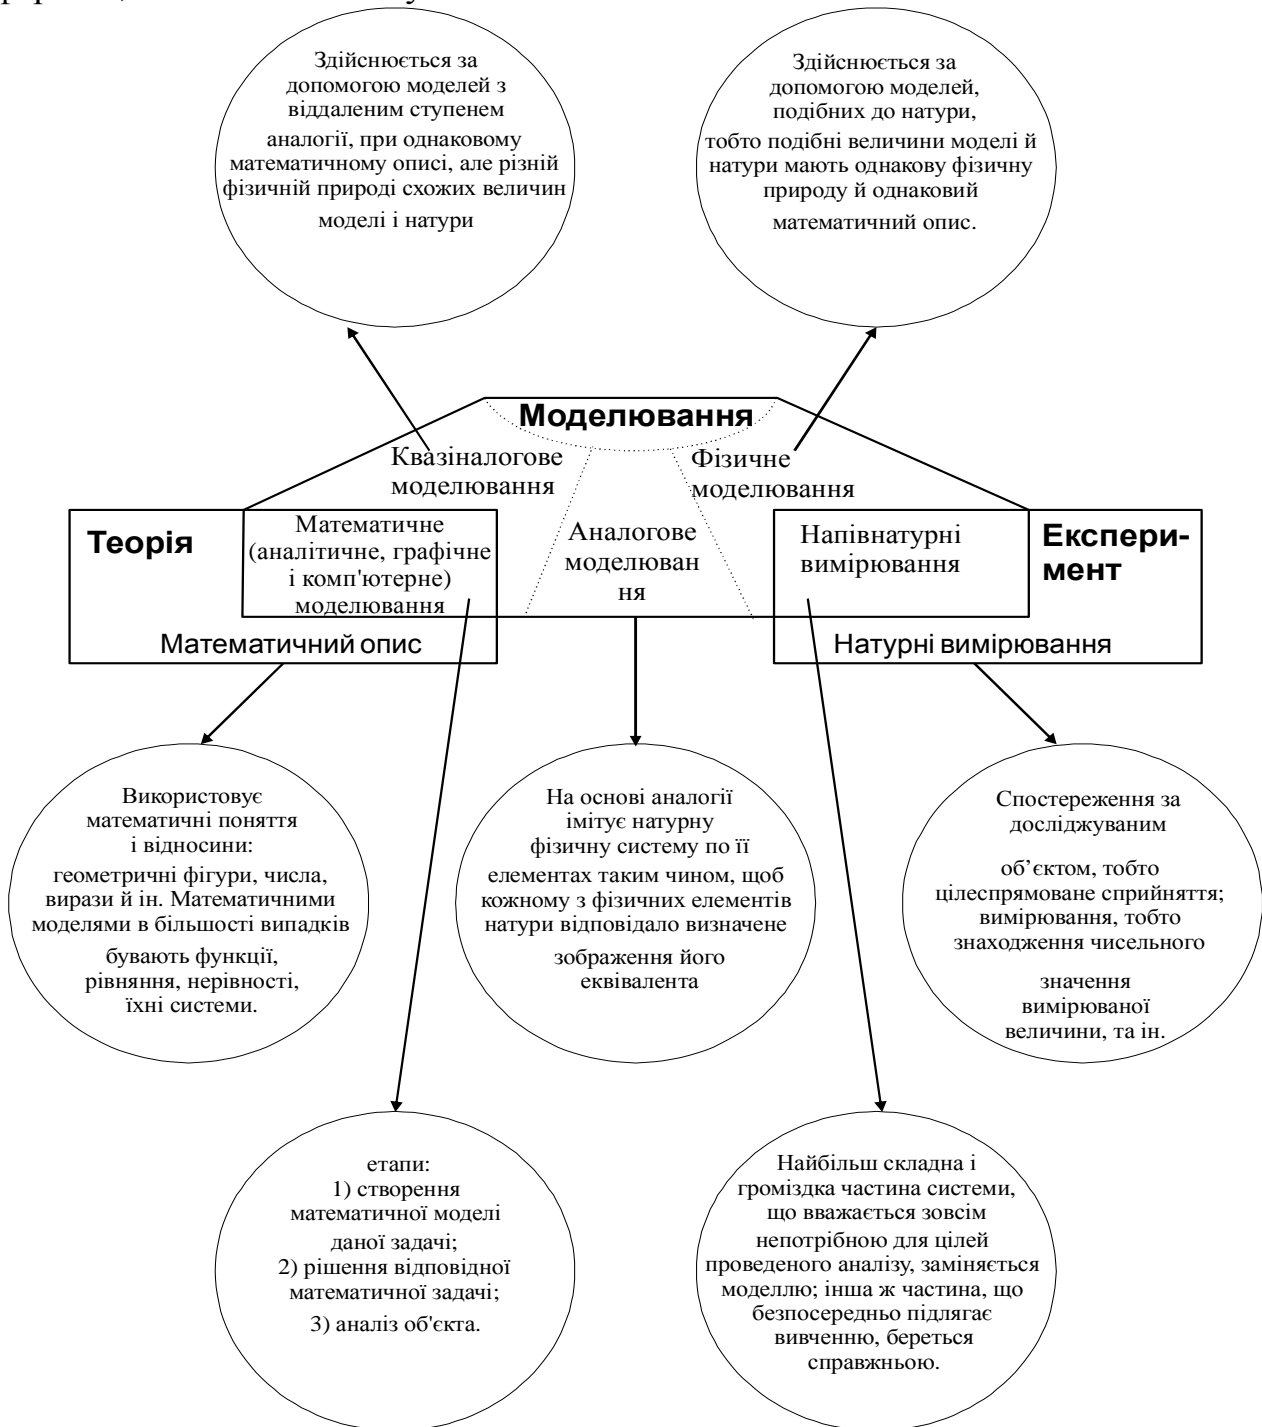 Здійснюється за
допомогою моделей з
віддаленим ступенем
аналогії, при однаковому
математичному описі, але різній
фізичній природі схожих величин
моделі і натури
Здійснюється за
допомогою моделей,
подібних до натури,
тобто подібні величини моделі й
натури мають однакову фізичну
природу й однаковий
математичний опис.
Моделювання
Квазіналогове
моделювання
Фізичне
моделювання
Теорія
Математичне
(аналітичне, графічне
і комп'ютерне)
моделювання
Математичний опис
Аналогове
моделюван
ня
Напівнатурні
вимірювання
Експери-
мент
Натурні вимірювання
Використовує
математичні поняття
і відносини:
геометричні фігури, числа,
вирази й ін. Математичними
моделями в більшості випадків
бувають функції,
рівняння, нерівності,
їхні системи.
На основі аналогії
імітує натурну
фізичну систему по її
елементах таким чином, щоб
кожному з фізичних елементів
натури відповідало визначене
зображення його
еквівалента
Спостереження за
досліджуваним
об’єктом, тобто
цілеспрямоване сприйняття;
вимірювання, тобто
знаходження чисельного
значення
вимірюваної
величини, та ін.
етапи:
1) створення
математичної моделі
даної задачі;
2) рішення відповідної
математичної задачі;
3) аналіз об'єкта.
Найбільш складна і
громіздка частина системи,
що вважається зовсім
непотрібною для цілей
проведеного аналізу, заміняється
моделлю; інша ж частина, що
безпосередньо підлягає
вивченню, береться
справжньою.